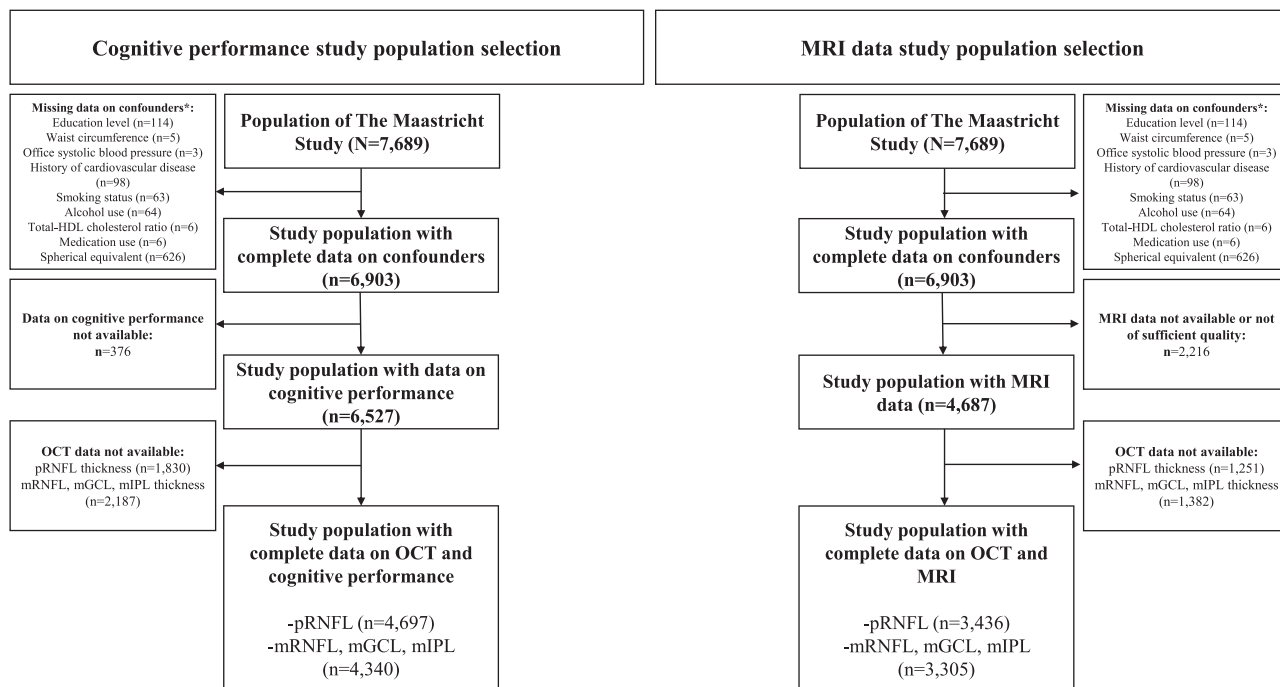 Cognitive performance study population selection
Missing data on confounders*:
Education level (n=114)
Waist circumference (n=5)
Office systolic blood pressure (n=3)
History of cardiovascular disease
(n=98)
Smoking status (n=63)
Alcohol use (n=64)
Total-HDL cholesterol ratio (n=6)
Medication use (n=6)
Spherical equivalent (n=626)
Population of The Maastricht
Study (N=7,689)
Study population with
complete data on confounders
(n=6,903)
Data on cognitive performance
not available:
n=376
Study population with data on
cognitive performance
(n=6,527)
OCT data not available:
pRNFL thickness (n=1,830)
mRNFL, mGCL, mIPL thickness
(n=2,187)
Study population with
complete data on OCT and
cognitive performance
-pRNFL (n=4,697)
-mRNFL, mGCL, mIPL
(n=4,340)
MRI data study population selection
Population of The Maastricht
Study (N=7,689)
Missing data on confounders*:
Education level (n=114)
Waist circumference (n=5)
Office systolic blood pressure (n=3)
History of cardiovascular disease
(n=98)
Smoking status (n=63)
Alcohol use (n=64)
Total-HDL cholesterol ratio (n=6)
Medication use (n=6)
Spherical equivalent (n=626)
Study population with
complete data on confounders
(n=6,903)
MRI data not available or not
of sufficient quality:
n=2,216
Study population with MRI
data (n=4,687)
OCT data not available:
pRNFL thickness (n=1,251)
mRNFL, mGCL, mIPL thickness
(n=1,382)
Study population with
complete data on OCT and
MRI
-pRNFL (n=3,436)
-mRNFL, mGCL, mIPL
(n=3,305)